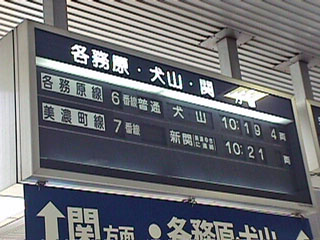 各務原・犬山・関
各務原線 6 番線 普通 犬山 10:19 4両
美濃町線 7 番線 新関 10:21 両
関方面 各務原犬山